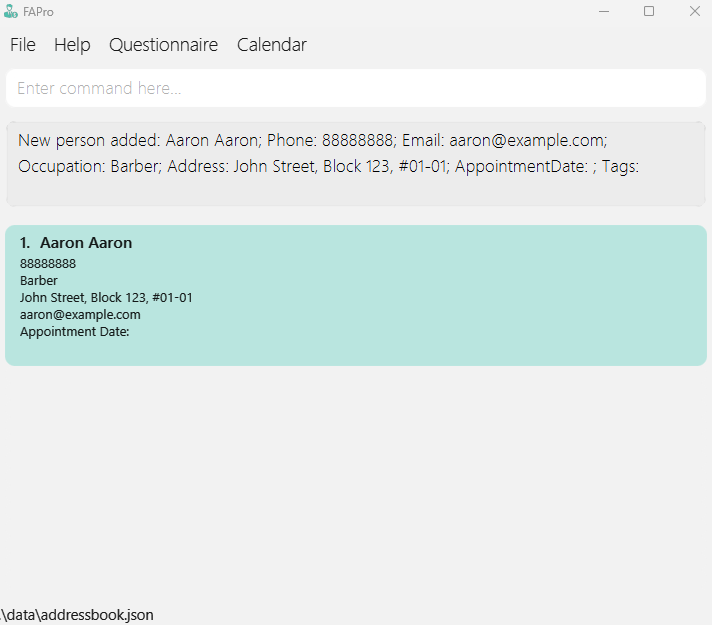 FAPro
File Help Questionnaire Calendar
Enter command here...
New person added: Aaron Aaron; Phone: 88888888; Email: aaron@example.com;
Occupation: Barber; Address: John Street, Block 123, #01-01; AppointmentDate: ; Tags:
1. Aaron Aaron
88888888
Barber
John Street, Block 123, #01-01
aaron@example.com
Appointment Date:
.\data\addressbook.json